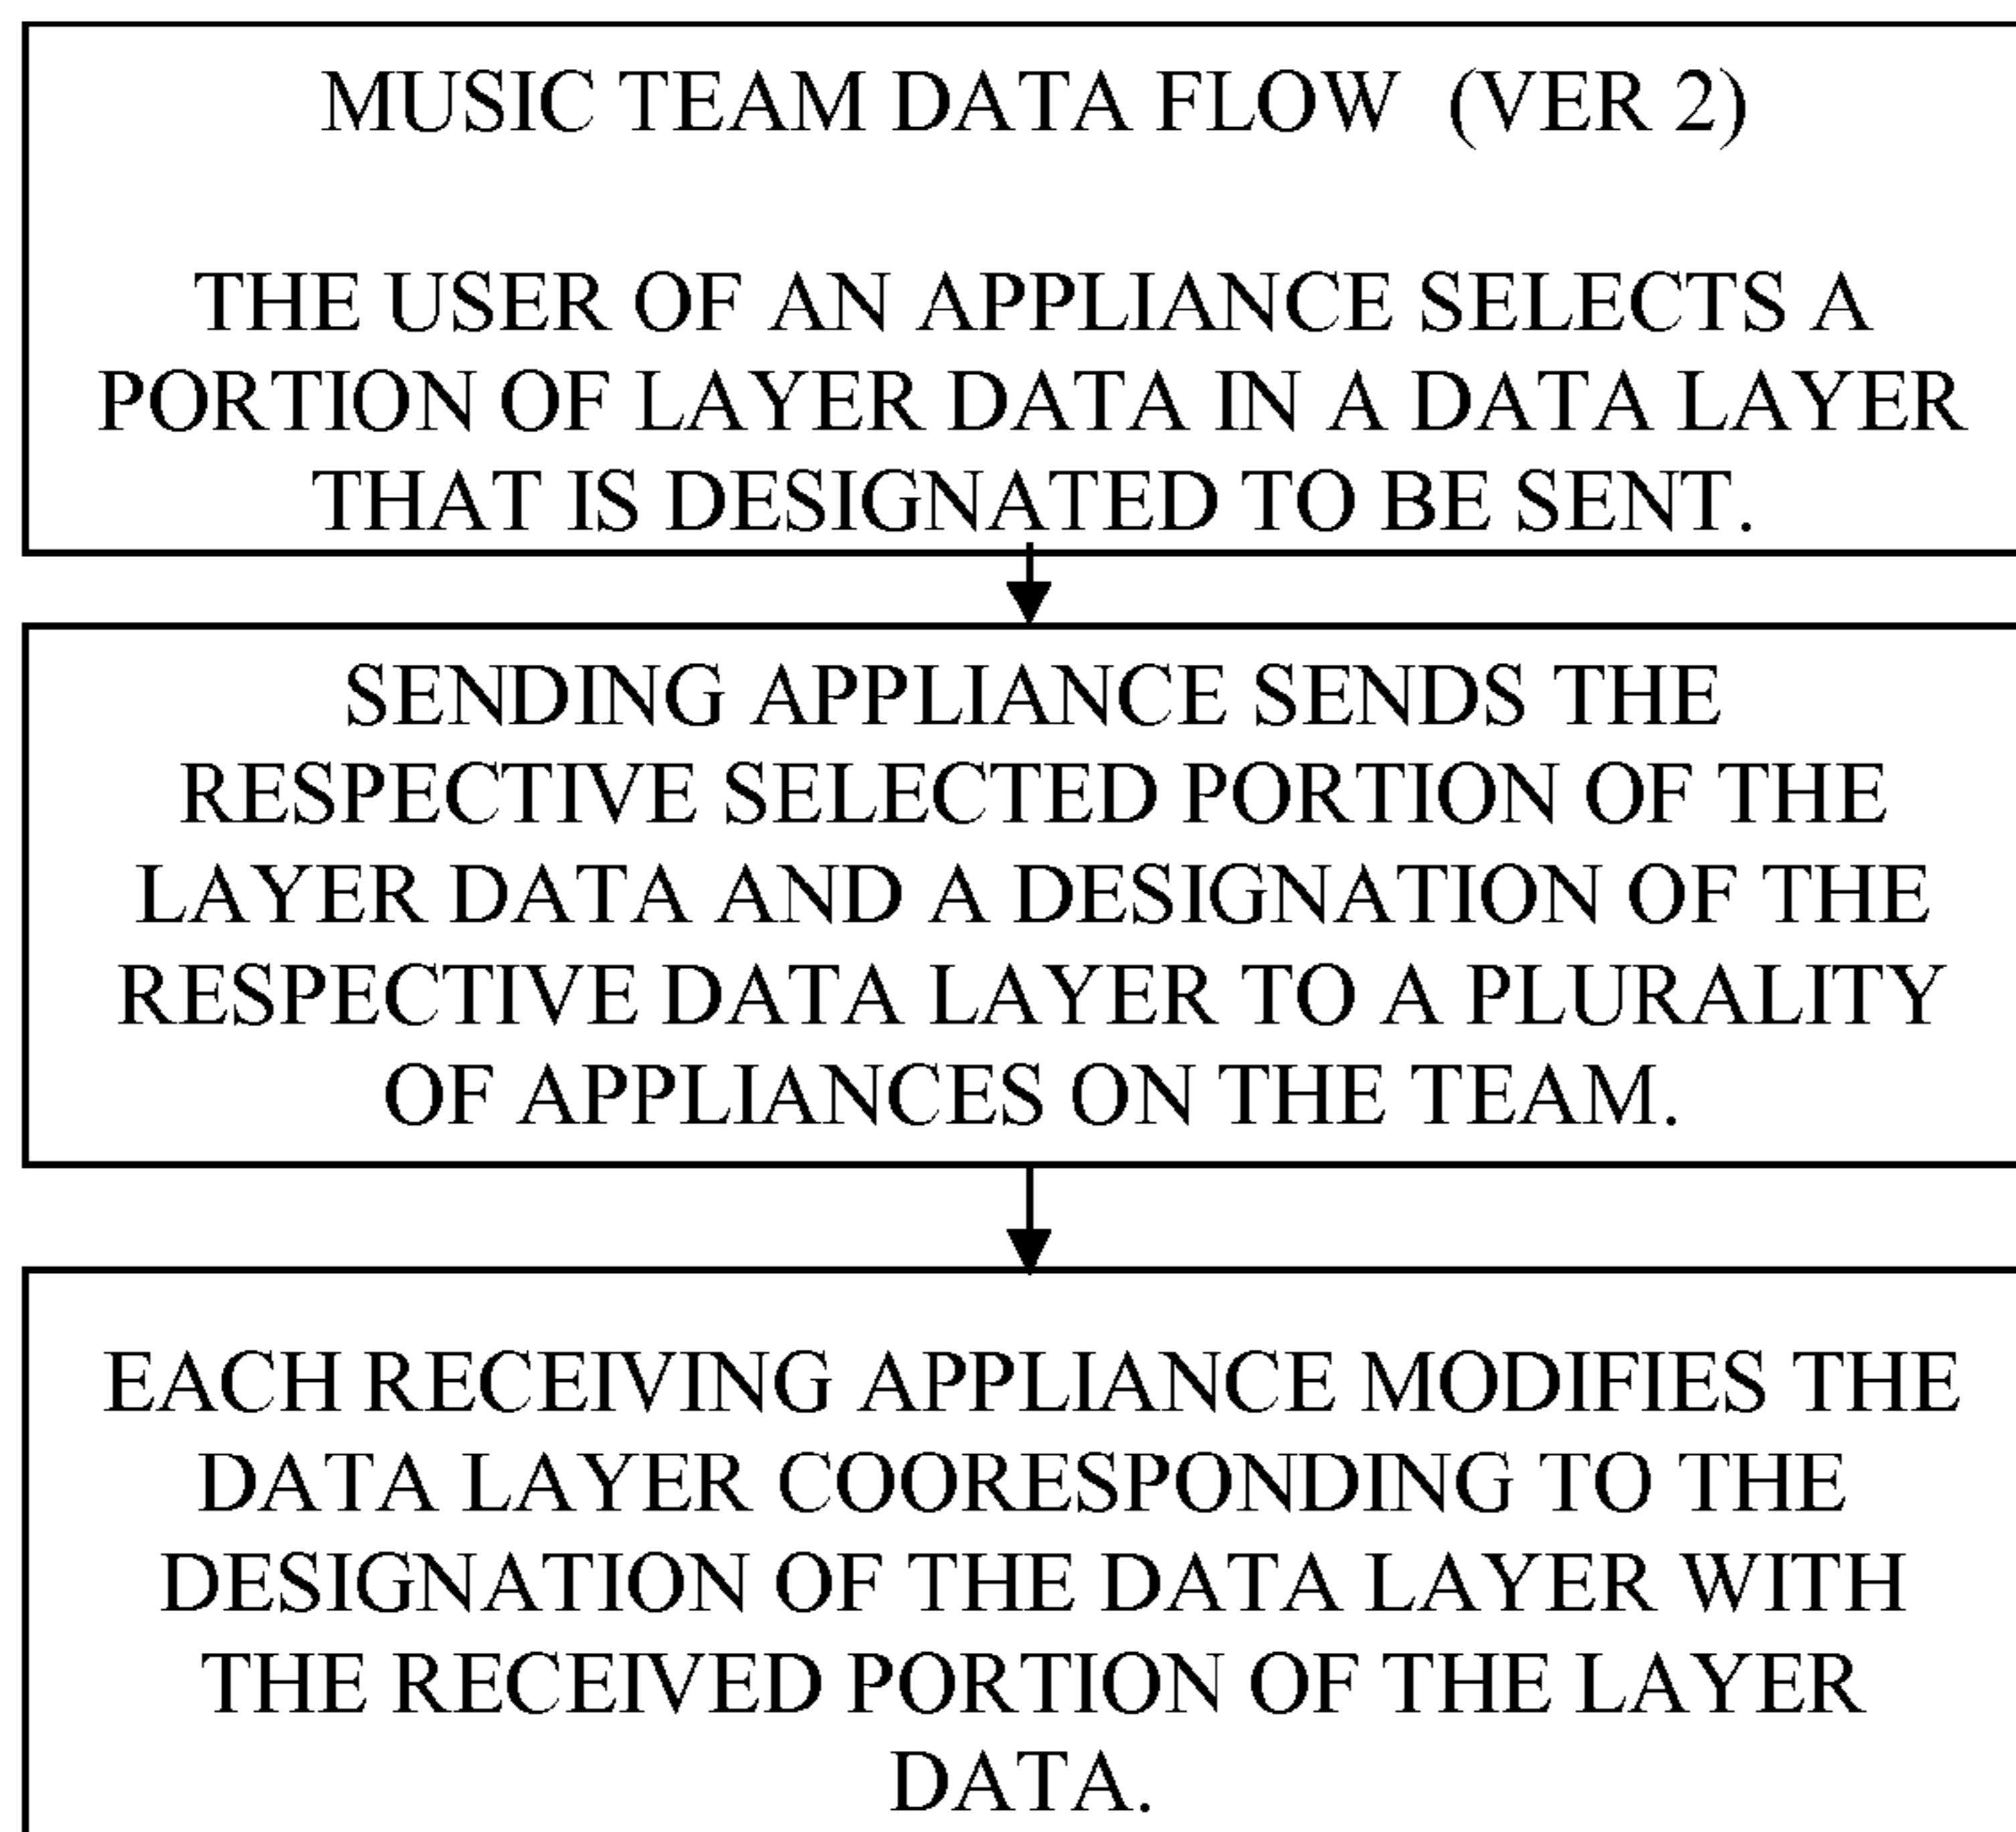 MUSIC TEAM DATA FLOW (VER 2)
THE USER OF AN APPLIANCE SELECTS A
PORTION OF LAYER DATA IN A DATA LAYER
THAT IS DESIGNATED TO BE SENT.
SENDING APPLIANCE SENDS THE
RESPECTIVE SELECTED PORTION OF THE
LAYER DATA AND A DESIGNATION OF THE
RESPECTIVE DATA LAYER TO A PLURALITY
OF APPLIANCES ON THE TEAM.
EACH RECEIVING APPLIANCE MODIFIES THE
DATA LAYER COORESPONDING TO THE
DESIGNATION OF THE DATA LAYER WITH
THE RECEIVED PORTION OF THE LAYER
DATA.